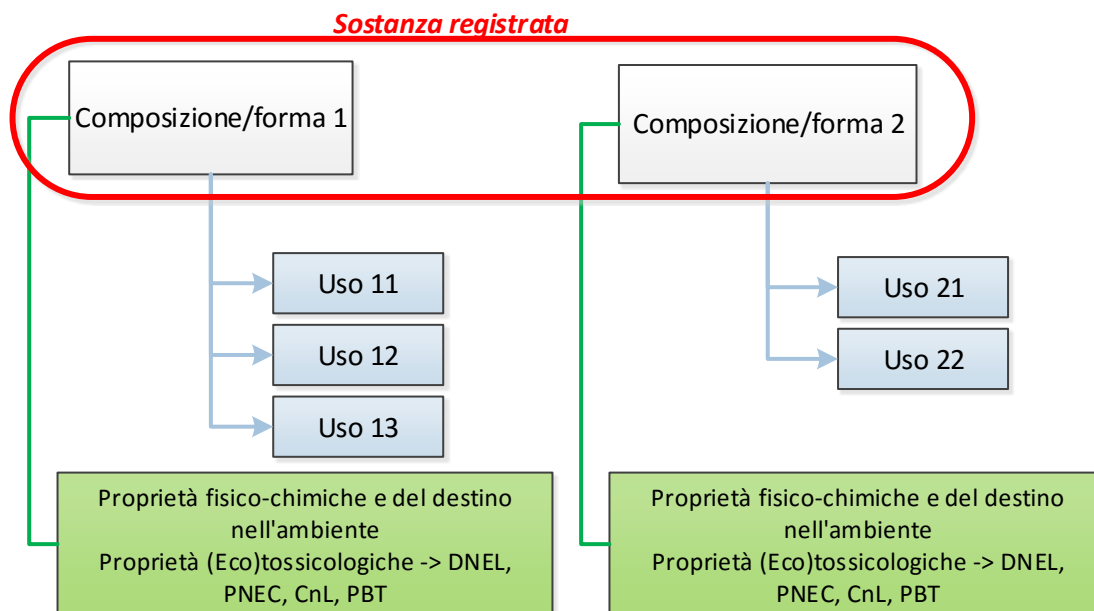 Sostanza registrata
Composizione/forma 1
Composizione/forma 2
Uso 11
Uso 12
Uso 13
Uso 21
Uso 22
Proprietà fisico-chimiche e del destino
nell'ambiente
Proprietà (Eco)tossicologiche -> DNEL,
PNEC, CnL, PBT
Proprietà fisico-chimiche e del destino
nell'ambiente
Proprietà (Eco)tossicologiche -> DNEL,
PNEC, CnL, PBT